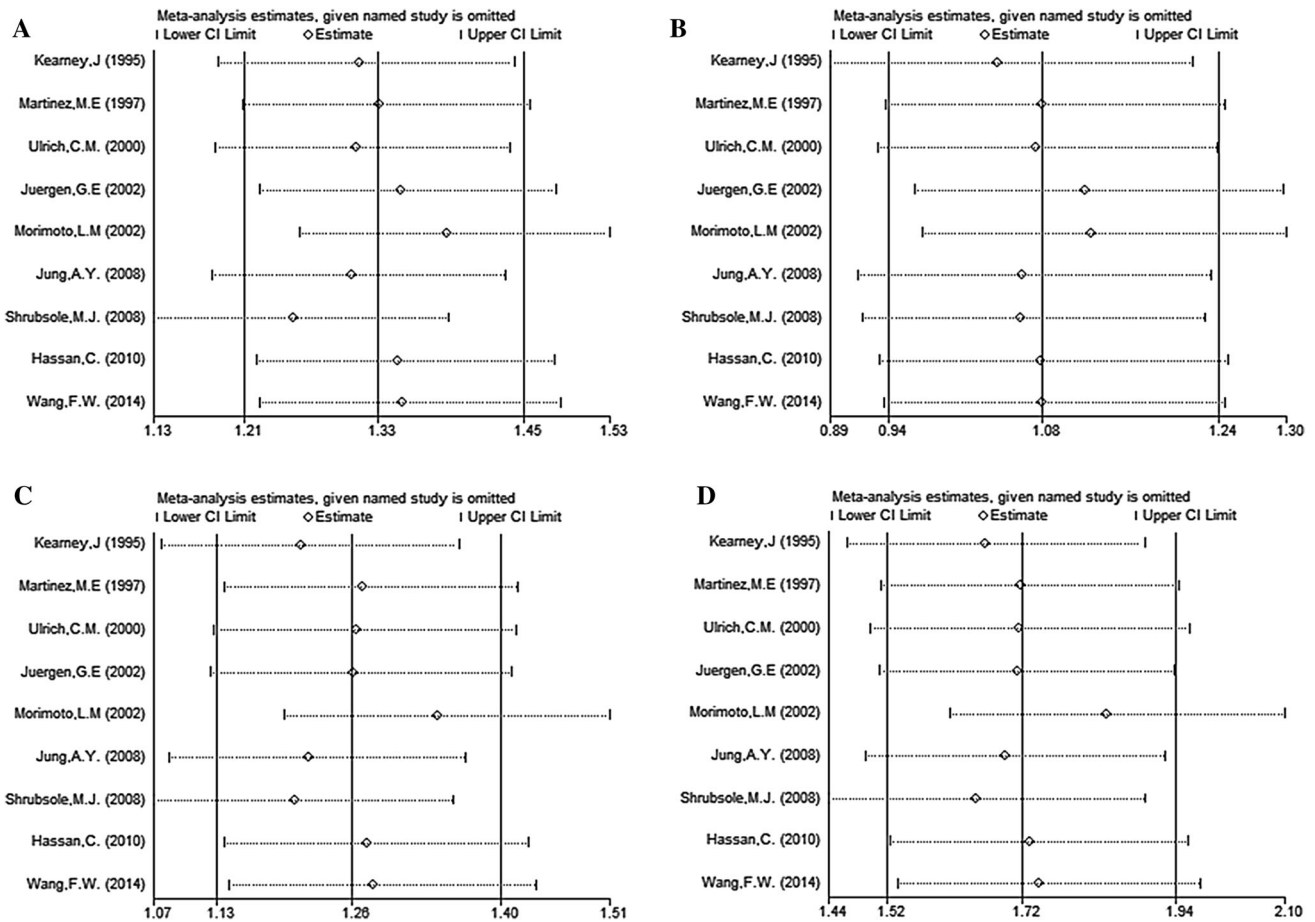 A
Meta-analysis estimates, given named study is omitted
Lower CI Limit Estimate Upper CI Limit
Kearney,J (1995)
Martinez,M.E (1997)
Ulrich,C.M. (2000)
Juergen,G.E (2002)
Morimoto,L.M (2002)
Jung,A.Y. (2008)
Shrubsole,M.J. (2008)
Hassan,C. (2010)
Wang,F.W. (2014)
1.13 1.21 1.33 1.45 1.53
B
Meta-analysis estimates, given named study is omitted
Lower CI Limit Estimate Upper CI Limit
Kearney,J (1995)
Martinez,M.E (1997)
Ulrich,C.M. (2000)
Juergen,G.E (2002)
Morimoto,L.M (2002)
Jung,A.Y. (2008)
Shrubsole,M.J. (2008)
Hassan,C. (2010)
Wang,F.W. (2014)
0.89 0.94 1.08 1.24 1.30
C
Meta-analysis estimates, given named study is omitted
Lower CI Limit Estimate Upper CI Limit
Kearney,J (1995)
Martinez,M.E (1997)
Ulrich,C.M. (2000)
Juergen,G.E (2002)
Morimoto,L.M (2002)
Jung,A.Y. (2008)
Shrubsole,M.J. (2008)
Hassan,C. (2010)
Wang,F.W. (2014)
1.07 1.13 1.26 1.40 1.51
D
Meta-analysis estimates, given named study is omitted
Lower CI Limit Estimate Upper CI Limit
Kearney,J (1995)
Martinez,M.E (1997)
Ulrich,C.M. (2000)
Juergen,G.E (2002)
Morimoto,L.M (2002)
Jung,A.Y. (2008)
Shrubsole,M.J. (2008)
Hassan,C. (2010)
Wang,F.W. (2014)
1.44 1.52 1.72 1.94 2.10